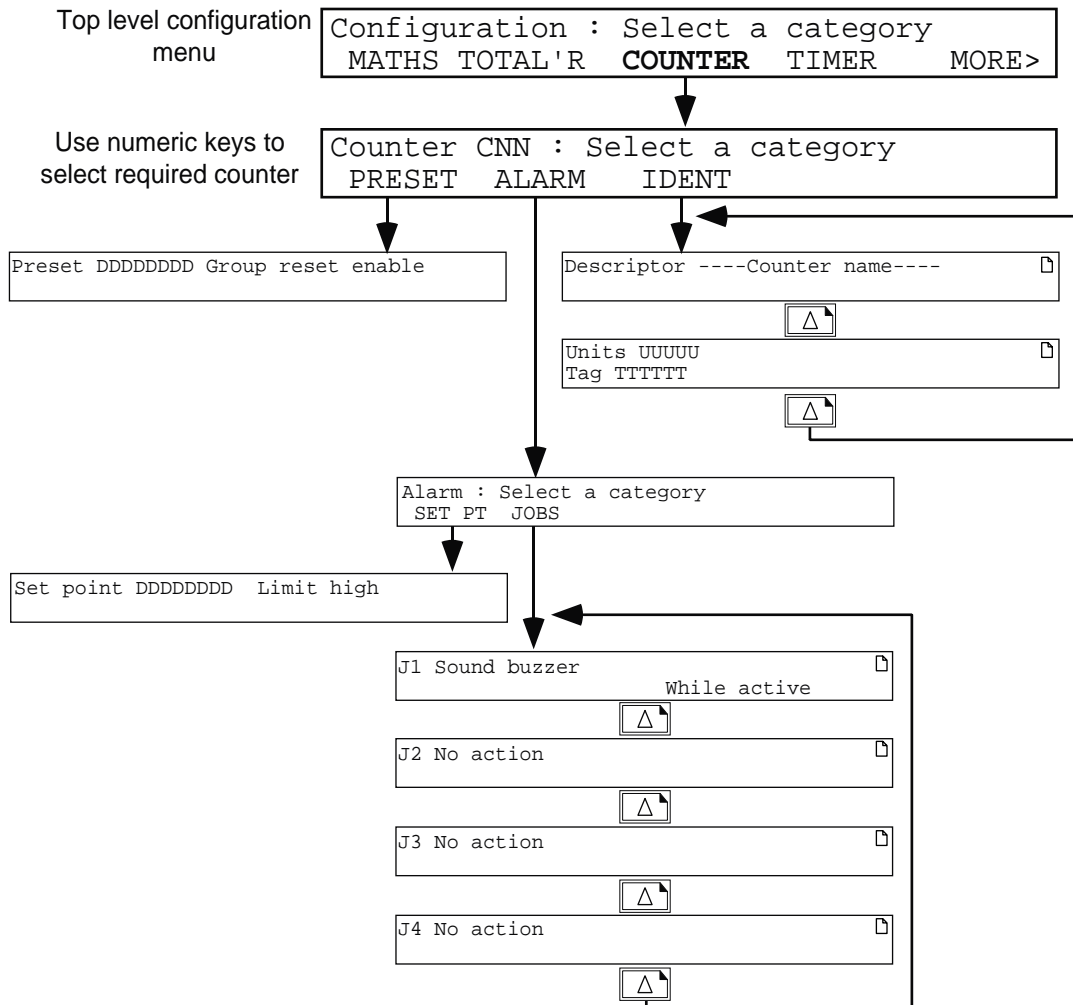 Top level configuration
menu
Configuration : Select a category
MATHS TOTAL'R COUNTER TIMER MORE>
Use numeric keys to
select required counter
Counter CNN : Select a category
PRESET ALARM IDENT
Preset DDDDDDDD Group reset enable
Descriptor ----Counter name----
Units UUUUU
Tag TTTTTT
Alarm : Select a category
SET PT JOBS
Set point DDDDDDDD Limit high
J1 Sound buzzer
While active
J2 No action
J3 No action
J4 No action